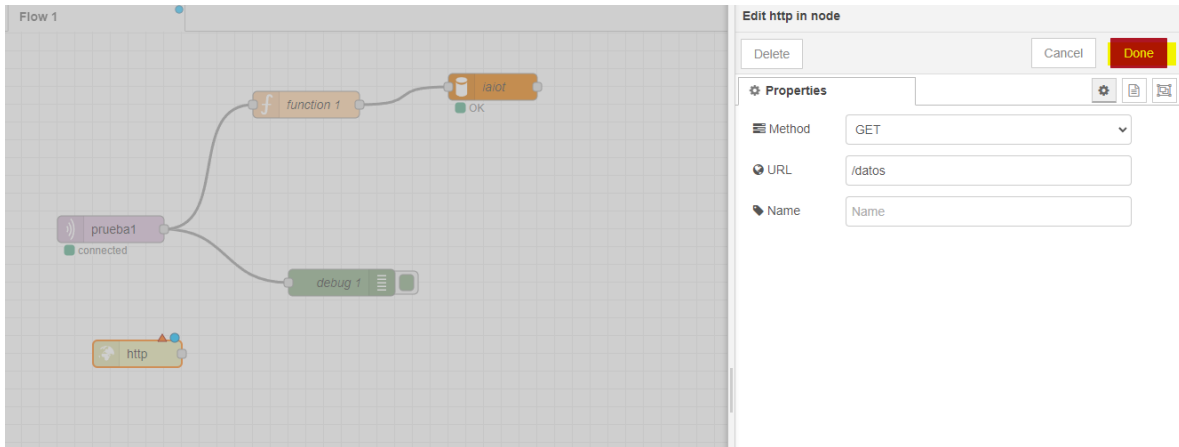 Flow 1
function 1
iaiot
OK
prueba1
connected
debug 1
http
Edit http in node
Delete
Cancel
Done
Properties
Method
GET
URL
/datos
Name
Name